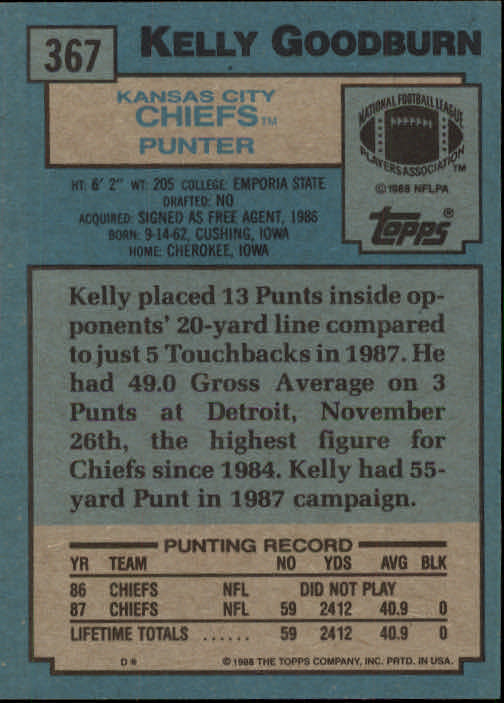 367
KELLY GOODBURN
KANSAS CITY
CHIEFS™
PUNTER
NATIONAL FOOTBALL LEAGUE
PLAYERS ASSOCIATION™
©1988 NFLPA
Topps®
HT: 6' 2" WT: 205 COLLEGE: EMPORIA STATE
DRAFTED: NO
ACQUIRED: SIGNED AS FREE AGENT, 1986
BORN: 9-14-62, CUSHING, IOWA
HOME: CHEROKEE, IOWA
Kelly placed 13 Punts inside op-
ponents' 20-yard line compared
to just 5 Touchbacks in 1987. He
had 49.0 Gross Average on 3
Punts at Detroit, November
26th, the highest figure for
Chiefs since 1984. Kelly had 55-
yard Punt in 1987 campaign.
PUNTING RECORD
YR TEAM NO YDS AVG BLK
86 CHIEFS NFL DID NOT PLAY
87 CHIEFS NFL 59 2412 40.9 0
LIFETIME TOTALS ...... 59 2412 40.9 0
D* ©1988 THE TOPPS COMPANY, INC. PRTD. IN USA.